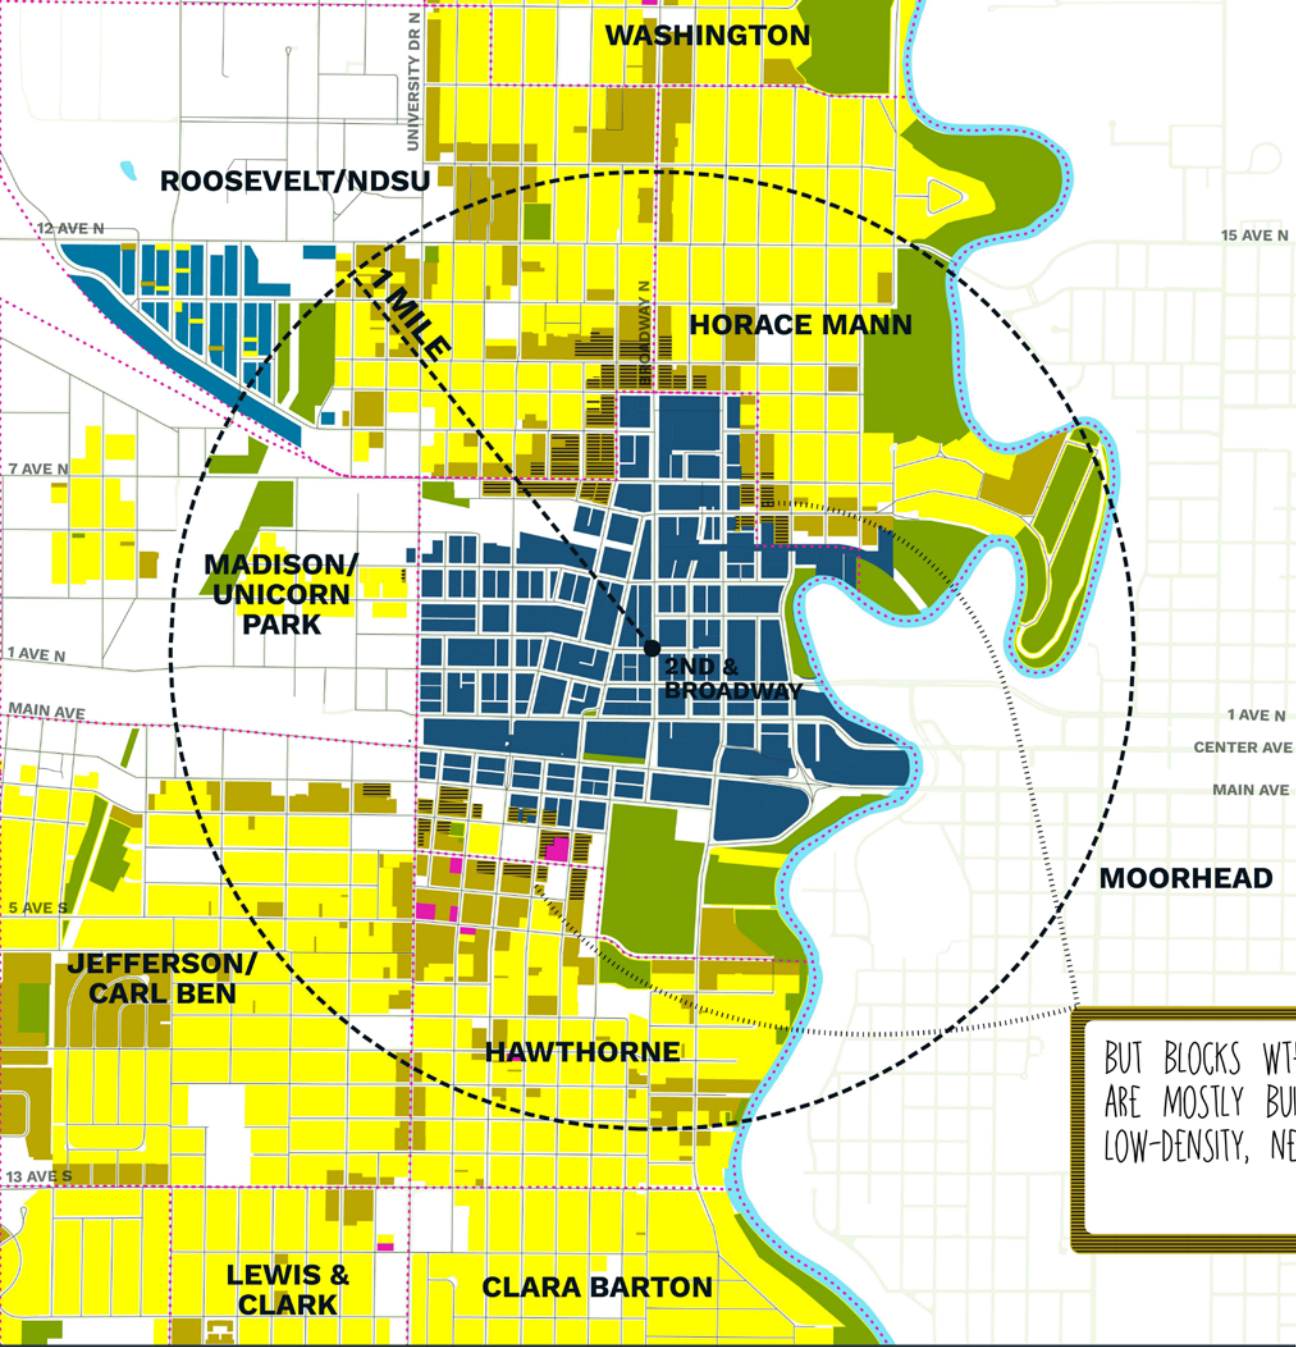 WASHINGTON
UNIVERSITY DR N
ROOSEVELT/NDSU
12 AVE N
15 AVE N
1 MILE
BROADWAY N
HORACE MANN
7 AVE N
MADISON/
UNICORN
PARK
1 AVE N
2ND &
BROADWAY
MAIN AVE
1 AVE N
CENTER AVE
MAIN AVE
MOORHEAD
5 AVE S
JEFFERSON/
CARL BEN
HAWTHORNE
BUT BLOCKS
ARE MOSTLY
LOW-DENSITY,
13 AVE S
LEWIS &
CLARK
CLARA BARTON